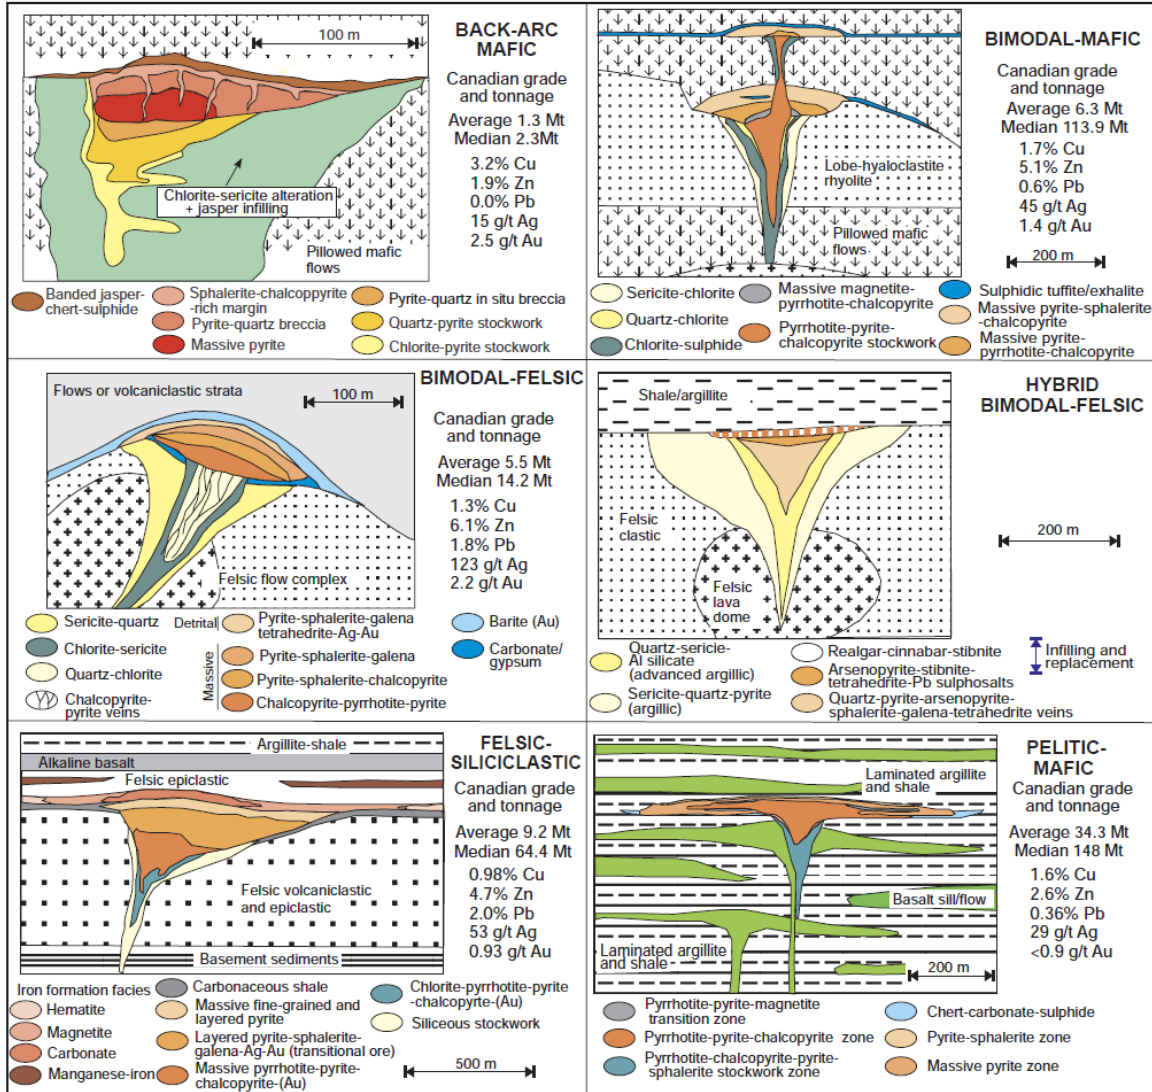 100 m
BACK-ARC
MAFIC
Canadian grade
and tonnage
Average 1.3 Mt
Median 2.3Mt
3.2% Cu
1.9% Zn
0.0% Pb
15 g/t Ag
2.5 g/t Au
Chlorite-sericite alteration
+ jasper infilling
Pillowed mafic
flows
Banded jasper-
chert-sulphide
Sphalerite-chalcoppyrite
-rich margin
Pyrite-quartz breccia
Massive pyrite
Pyrite-quartz in situ breccia
Quartz-pyrite stockwork
Chlorite-pyrite stockwork
BIMODAL-MAFIC
Canadian grade
and tonnage
Average 6.3 Mt
Median 113.9 Mt
1.7% Cu
5.1% Zn
0.6% Pb
45 g/t Ag
1.4 g/t Au
200 m
Lobe-hyaloclastite
rhyolite
Pillowed mafic
flows
Sericite-chlorite
Quartz-chlorite
Chlorite-sulphide
Massive magnetite-
pyrrhotite-chalcopyrite
Pyrrhotite-pyrite-
chalcopyrite stockwork
Sulphidic tuffite/exhalite
Massive pyrite-sphalerite
-chalcopyrite
Massive pyrite-
pyrrhotite-chalcopyrite
Flows or volcaniclastic strata
100 m
BIMODAL-FELSIC
Canadian grade
and tonnage
Average 5.5 Mt
Median 14.2 Mt
1.3% Cu
6.1% Zn
1.8% Pb
123 g/t Ag
2.2 g/t Au
Felsic flow complex
Sericite-quartz
Chlorite-sericite
Quartz-chlorite
Chalcopyrite-
pyrite veins
Detrital
Pyrite-sphalerite-galena
tetrahedrite-Ag-Au
Massive
Pyrite-sphalerite-galena
Pyrite-sphalerite-chalcopyrite
Chalcopyrite-pyrrhotite-pyrite
Barite (Au)
Carbonate/
gypsum
Shale/argillite
HYBRID
BIMODAL-FELSIC
200 m
Felsic
clastic
Felsic
lava
dome
Quartz-sericie-
Al silicate
(advanced argillic)
Sericite-quartz-pyrite
(argillic)
Realgar-cinnabar-stibnite
Arsenopyrite-stibnite-
tetrahedrite-Pb sulphosalts
Quartz-pyrite-arsenopyrite-
sphalerite-galena-tetrahedrite veins
Infilling and
replacement
Argillite-shale
Alkaline basalt
Felsic epiclastic
FELSIC-
SILICICLASTIC
Canadian grade
and tonnage
Average 9.2 Mt
Median 64.4 Mt
0.98% Cu
4.7% Zn
2.0% Pb
53 g/t Ag
0.93 g/t Au
Felsic volcaniclastic
and epiclastic
Basement sediments
Iron formation facies
Hematite
Magnetite
Carbonate
Manganese-iron
Carbonaceous shale
Massive fine-grained and
layered pyrite
Layered pyrite-sphalerite-
galena-Ag-Au (transitional ore)
Massive pyrrhotite-pyrite-
chalcopyrite-(Au)
Chlorite-pyrrhotite-pyrite
-chalcopyrte-(Au)
Siliceous stockwork
500 m
PELITIC-
MAFIC
Canadian grade
and tonnage
Average 34.3 Mt
Median 148 Mt
1.6% Cu
2.6% Zn
0.36% Pb
29 g/t Ag
<0.9 g/t Au
Laminated argillite
and shale
Basalt sill/flow
Laminated argillite
and shale
200 m
Pyrrhotite-pyrite-magnetite
transition zone
Pyrrhotite-pyrite-chalcopyrite zone
Pyrrhotite-chalcopyrite-pyrite-
sphalerite stockwork zone
Chert-carbonate-sulphide
Pyrite-sphalerite zone
Massive pyrite zone